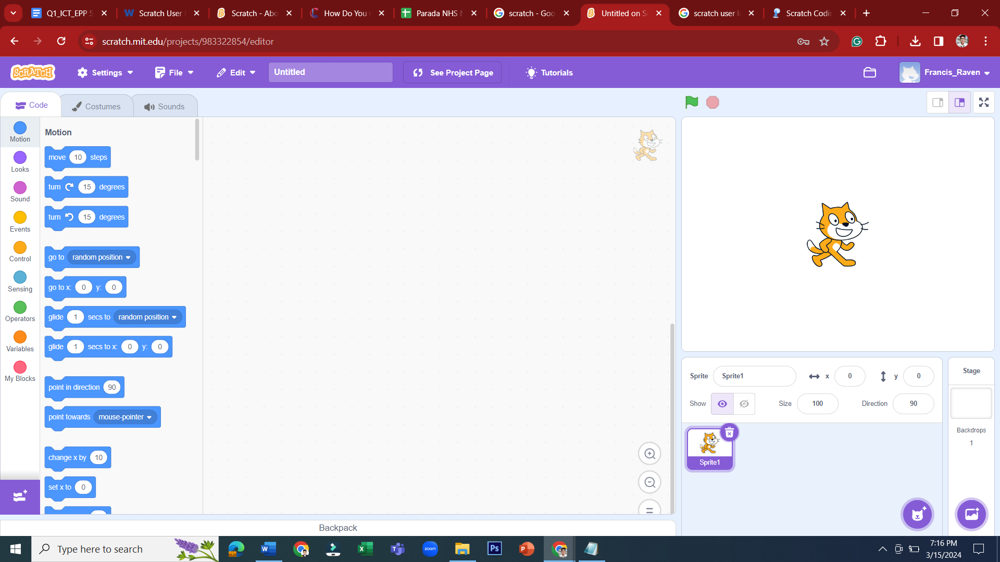 Q1_ICT_EPP 5
Scratch User
Scratch - Abo
How Do You
Parada NHS
scratch - Goo
Untitled on S
scratch user I
Scratch Codin
scratch.mit.edu/projects/983322854/editor
SCRATCH
Settings
File
Edit
Untitled
See Project Page
Tutorials
Francis_Raven
Code
Costumes
Sounds
Motion
Looks
Sound
Events
Control
Sensing
Operators
Variables
My Blocks
Motion
move 10 steps
turn 15 degrees
turn 15 degrees
go to random position
go to x: 0 y: 0
glide 1 secs to random position
glide 1 secs to x: 0 y: 0
point in direction 90
point towards mouse-pointer
change x by 10
set x to 0
Sprite Sprite1 x 0 y 0
Show Size 100 Direction 90
Sprite1
Stage
Backdrops
1
Backpack
Type here to search
zoom
Ps
7:16 PM
3/15/2024